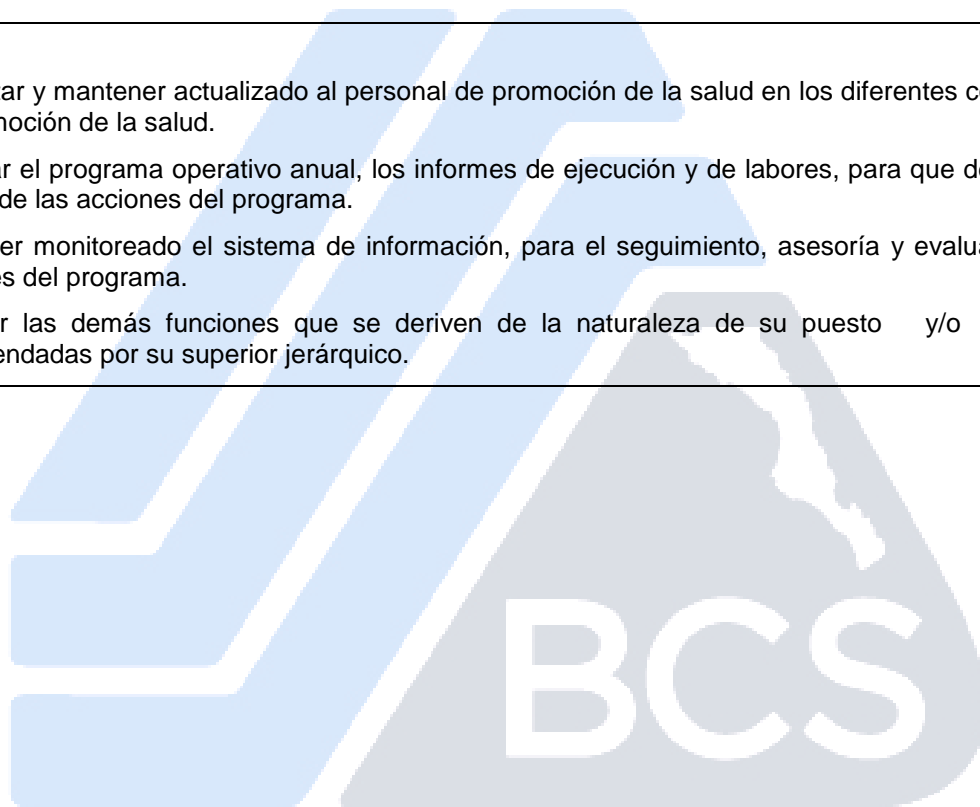 ar y mantener actualizado al personal de promoción de la salud en los diferentes
moción de la salud.
ar el programa operativo anual, los informes de ejecución y de labores, para que
de las acciones del programa.
er monitoreado el sistema de información, para el seguimiento, asesoría y evalua
es del programa.
r las demás funciones que se deriven de la naturaleza de su puesto y/o
endadas por su superior jerárquico.
BCS